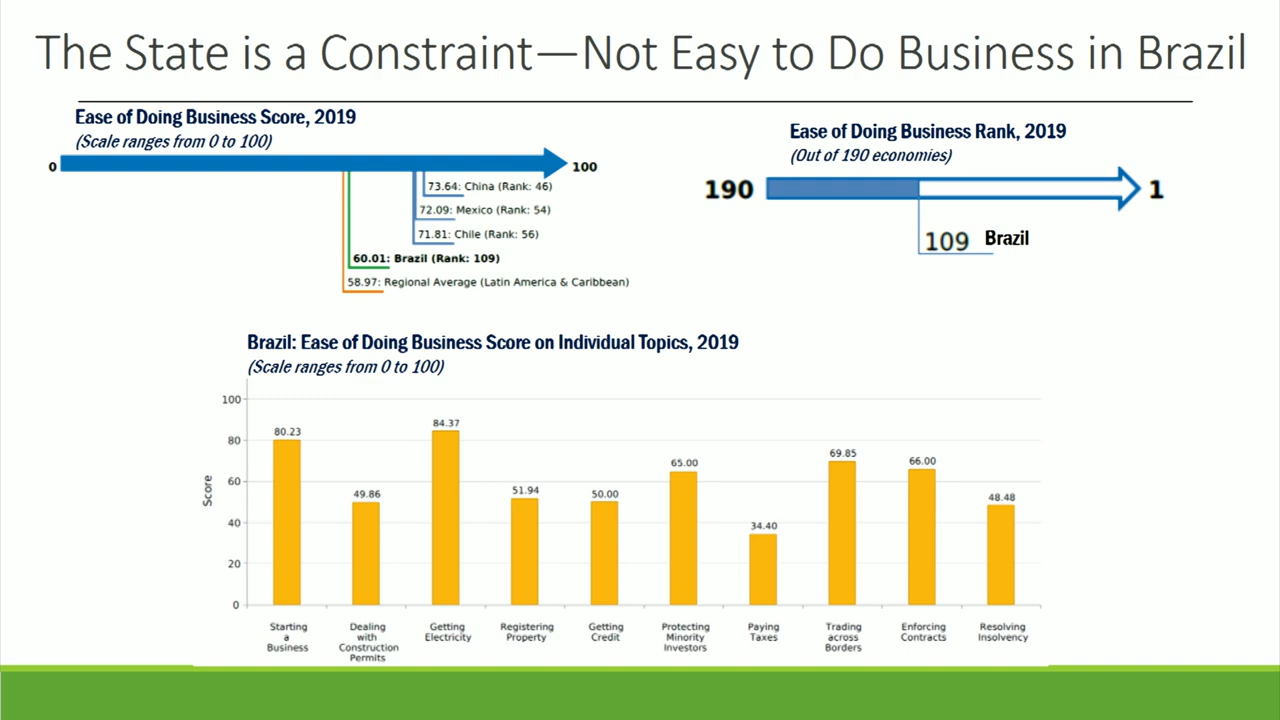 The State is a Constraint—Not Easy to Do Business in Brazil
Ease of Doing Business Score, 2019
(Scale ranges from 0 to 100)
0
100
73.64: China (Rank: 46)
72.09: Mexico (Rank: 54)
71.81: Chile (Rank: 56)
60.01: Brazil (Rank: 109)
58.97: Regional Average (Latin America & Caribbean)
Ease of Doing Business Rank, 2019
(Out of 190 economies)
190
1
109 Brazil
Brazil: Ease of Doing Business Score on Individual Topics, 2019
(Scale ranges from 0 to 100)
Score
100
80
60
40
20
0
80.23
49.86
84.37
51.94
50.00
65.00
34.40
69.85
66.00
48.48
Starting
a
Business
Dealing
with
Construction
Permits
Getting
Electricity
Registering
Property
Getting
Credit
Protecting
Minority
Investors
Paying
Taxes
Trading
across
Borders
Enforcing
Contracts
Resolving
Insolvency